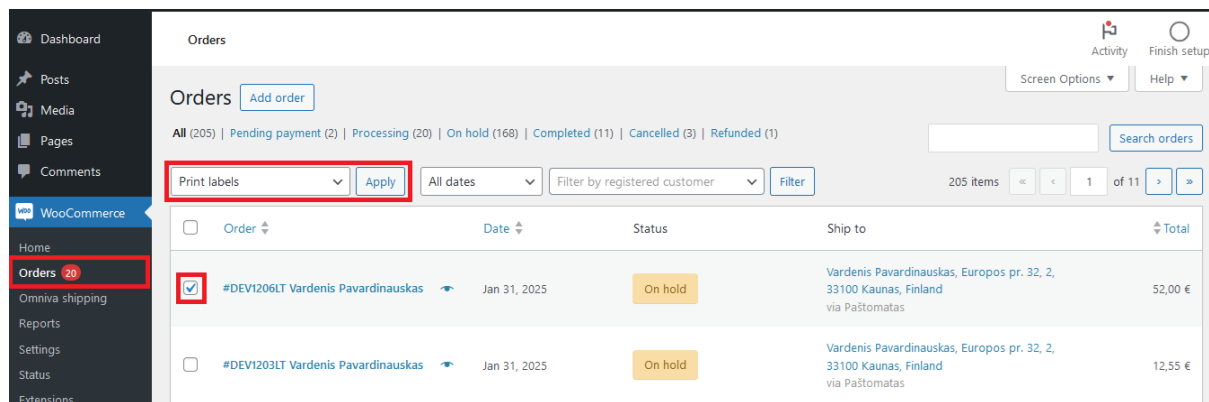 Dashboard
Posts
Media
Pages
Comments
WooCommerce
Home
Orders 20
Omniva shipping
Reports
Settings
Status
Extensions
Orders
Activity
Finish setup
Screen Options ▼
Help ▼
Orders Add order
All (205) | Pending payment (2) | Processing (20) | On hold (168) | Completed (11) | Cancelled (3) | Refunded (1)
Search orders
Print labels Apply All dates Filter by registered customer Filter 205 items « ‹ 1 of 11 › »
Order Date Status Ship to Total
#DEV1206LT Vardenis Pavardinauskas Jan 31, 2025 On hold
Vardenis Pavardinauskas, Europos pr. 32, 2,
33100 Kaunas, Finland
via Paštomatas
52,00 €
#DEV1203LT Vardenis Pavardinauskas Jan 31, 2025 On hold
Vardenis Pavardinauskas, Europos pr. 32, 2,
33100 Kaunas, Finland
via Paštomatas
12,55 €